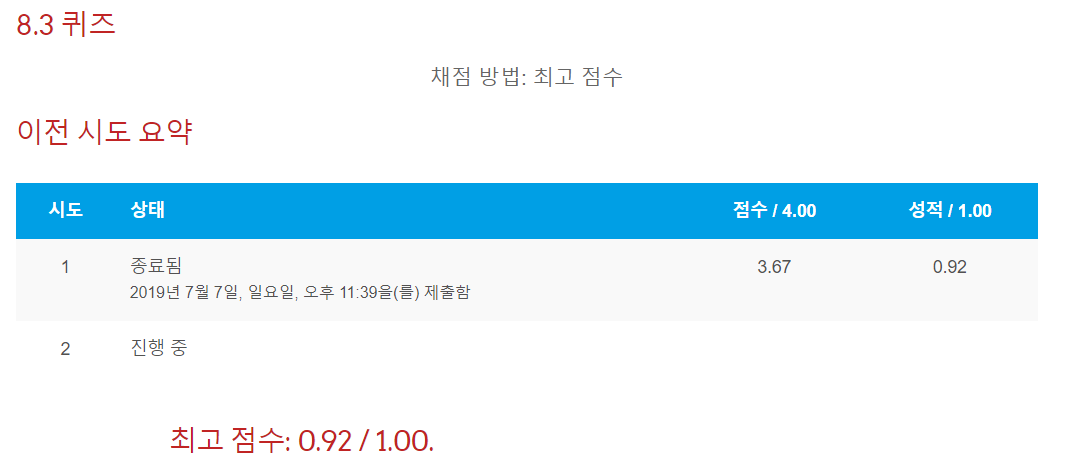 8.3 퀴즈
채점 방법: 최고 점수
이전 시도 요약
시도 상태 점수 / 4.00 성적 / 1.00
1 종료됨 3.67 0.92
2019년 7월 7일, 일요일, 오후 11:39을(를) 제출함
2 진행 중
최고 점수: 0.92 / 1.00.